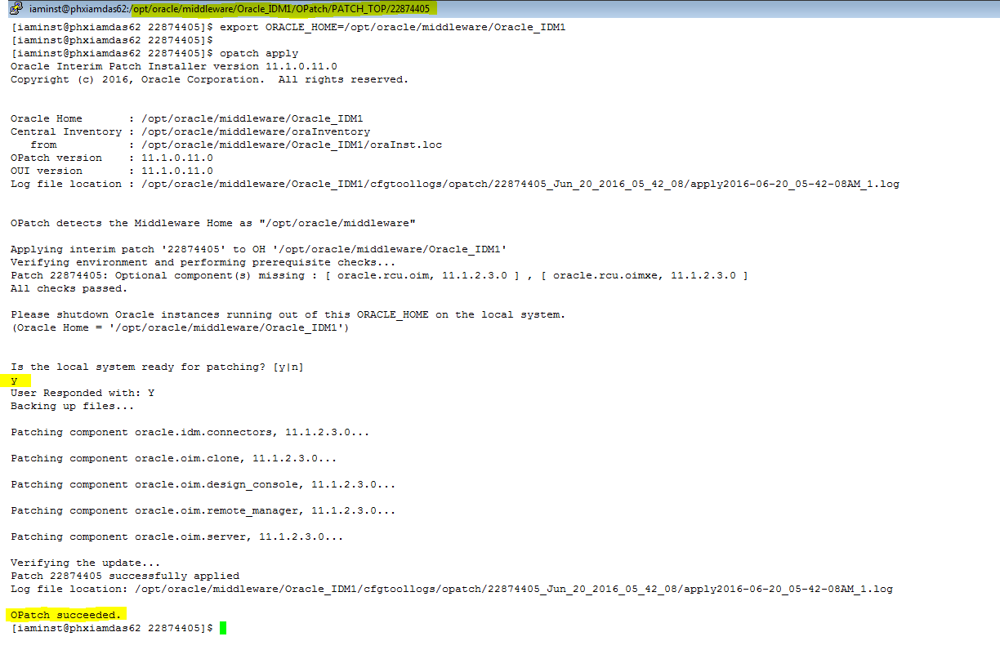 iaminst@phxiamdas62:/opt/oracle/middleware/Oracle_IDM1/OPatch/PATCH_TOP/22874405
[iaminst@phxiamdas62 22874405]$ export ORACLE_HOME=/opt/oracle/middleware/Oracle_IDM1
[iaminst@phxiamdas62 22874405]$
[iaminst@phxiamdas62 22874405]$ opatch apply
Oracle Interim Patch Installer version 11.1.0.11.0
Copyright (c) 2016, Oracle Corporation.  All rights reserved.
Oracle Home       : /opt/oracle/middleware/Oracle_IDM1
Central Inventory : /opt/oracle/middleware/oraInventory
   from           : /opt/oracle/middleware/Oracle_IDM1/oraInst.loc
OPatch version    : 11.1.0.11.0
OUI version       : 11.1.0.11.0
Log file location : /opt/oracle/middleware/Oracle_IDM1/cfgtoollogs/opatch/22874405_Jun_20_2016_05_42_08/apply2016-06-20_05-42-08AM_1.log
OPatch detects the Middleware Home as "/opt/oracle/middleware"
Applying interim patch '22874405' to OH '/opt/oracle/middleware/Oracle_IDM1'
Verifying environment and performing prerequisite checks...
Patch 22874405: Optional component(s) missing : [ oracle.rcu.oim, 11.1.2.3.0 ] , [ oracle.rcu.oimxe, 11.1.2.3.0 ]
All checks passed.
Please shutdown Oracle instances running out of this ORACLE_HOME on the local system.
(Oracle Home = '/opt/oracle/middleware/Oracle_IDM1')
Is the local system ready for patching? [y|n]
y
User Responded with: Y
Backing up files...
Patching component oracle.idm.connectors, 11.1.2.3.0...
Patching component oracle.oim.clone, 11.1.2.3.0...
Patching component oracle.oim.design_console, 11.1.2.3.0...
Patching component oracle.oim.remote_manager, 11.1.2.3.0...
Patching component oracle.oim.server, 11.1.2.3.0...
Verifying the update...
Patch 22874405 successfully applied
Log file location: /opt/oracle/middleware/Oracle_IDM1/cfgtoollogs/opatch/22874405_Jun_20_2016_05_42_08/apply2016-06-20_05-42-08AM_1.log
OPatch succeeded.
[iaminst@phxiamdas62 22874405]$